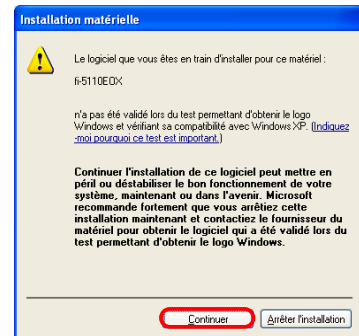 Installation matérielle
Le logiciel que vous êtes en train d'installer pour ce matériel :
fi-5110EOX
n'a pas été validé lors du test permettant d'obtenir le logo
Windows et vérifiant sa compatibilité avec Windows XP. (Indiquez
-moi pourquoi ce test est important.)
Continuer l'installation de ce logiciel peut mettre en
péril ou déstabiliser le bon fonctionnement de votre
système, maintenant ou dans l'avenir. Microsoft
recommande fortement que vous arrêtiez cette
installation maintenant et contactiez le fournisseur du
matériel pour obtenir le logiciel qui a été validé lors du
test permettant d'obtenir le logo Windows.
Continuer
Arrêter l'installation